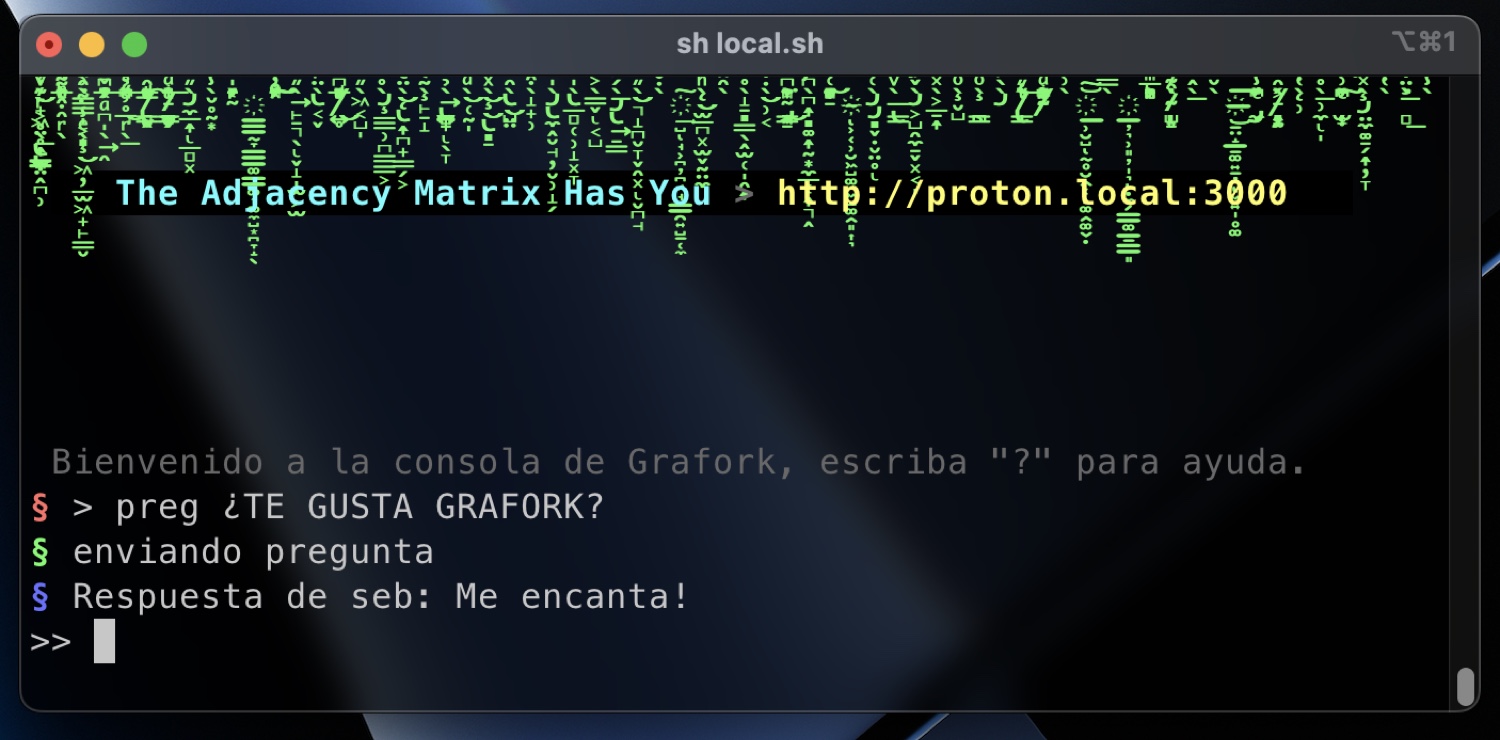 sh local.sh
⌥⌘1
The Adjacency Matrix Has You > http://proton.local:3000
Bienvenido a la consola de Grafork, escriba "?" para ayuda.
§ > preg ¿TE GUSTA GRAFORK?
§ enviando pregunta
§ Respuesta de seb: Me encanta!
>>